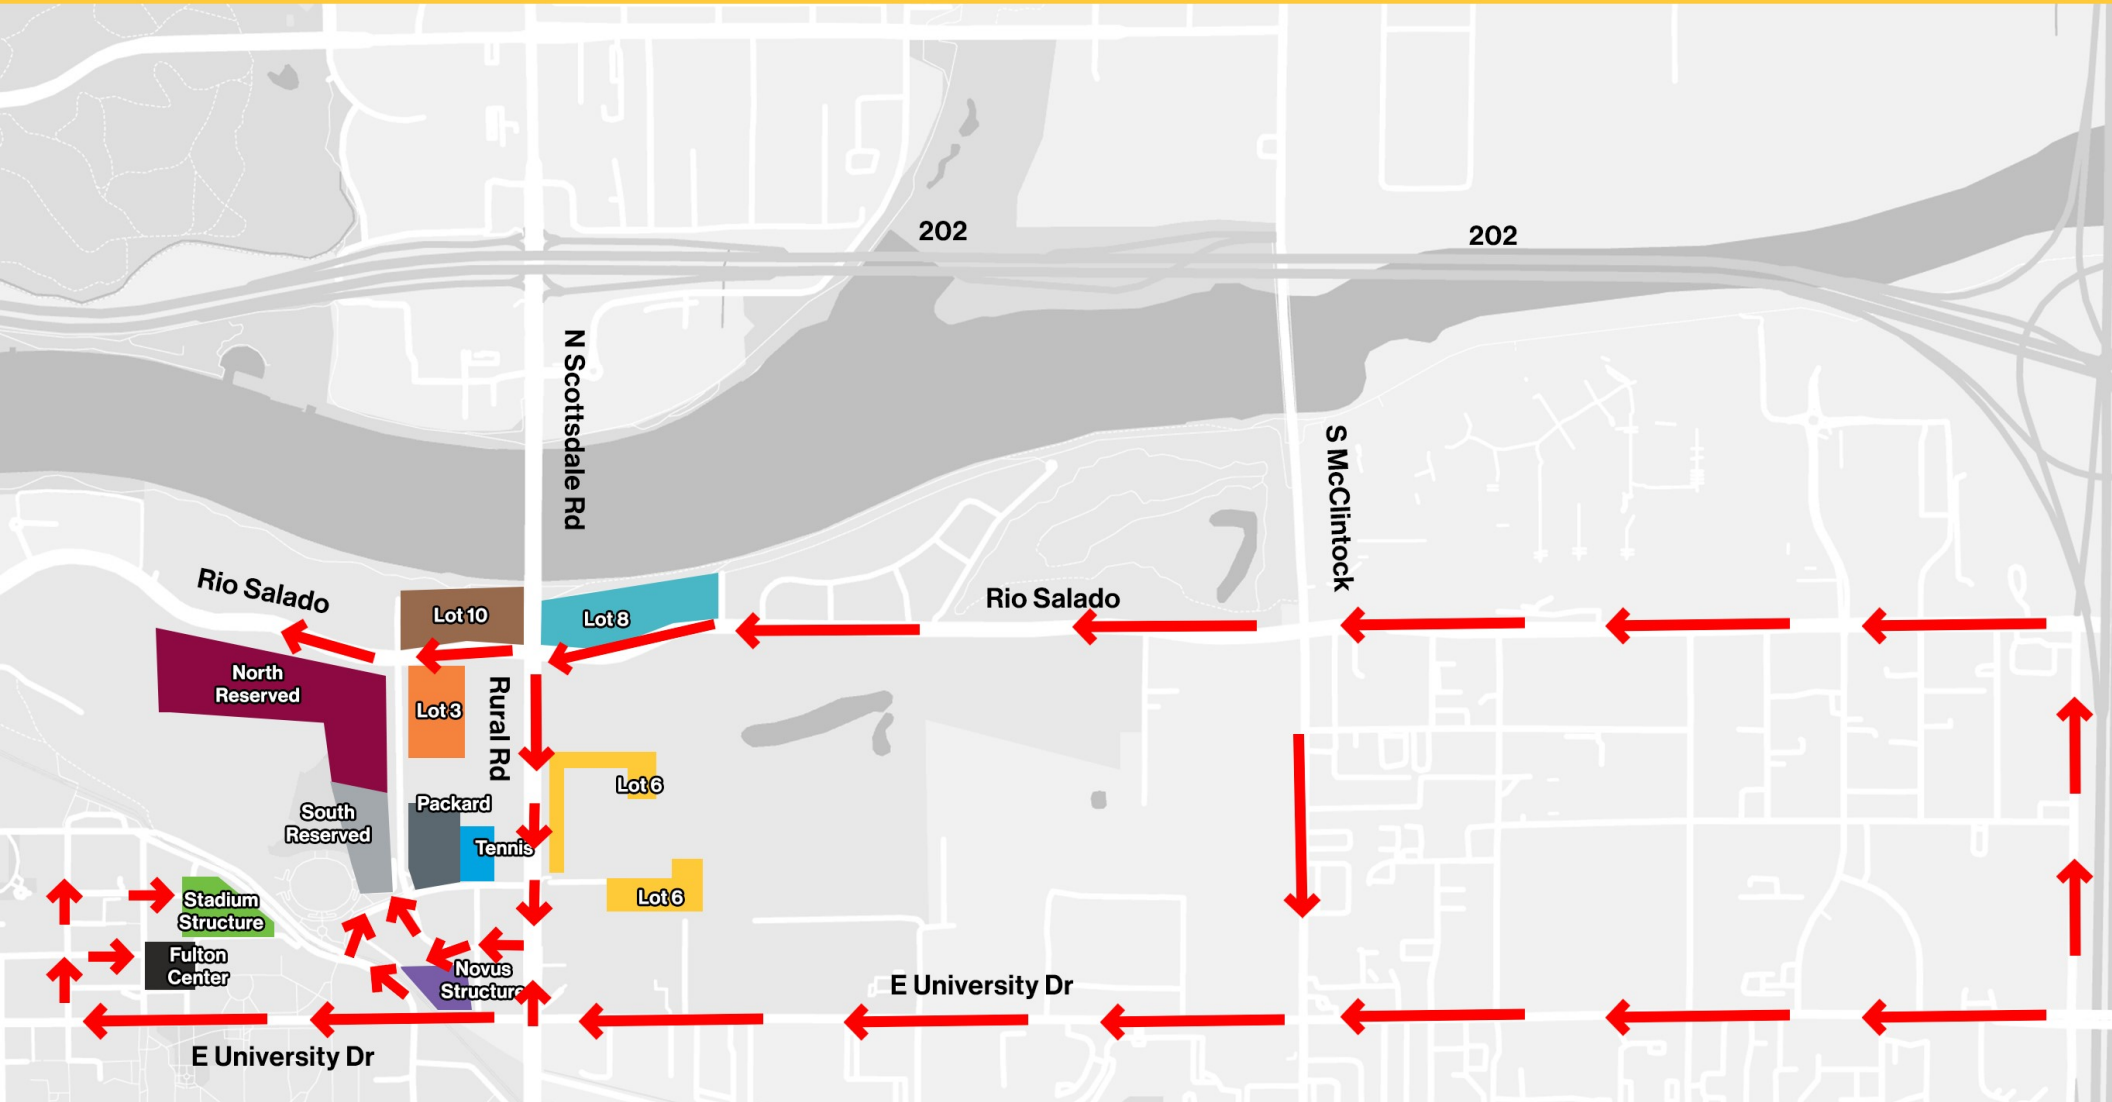 202
202
N Scottsdale Rd
S McClintock
Rio Salado
Rio Salado
Lot 10
Lot 8
North
Reserved
Lot 3
Rural Rd
Lot 6
Packard
South
Reserved
Tennis
Lot 6
Stadium
Structure
Fulton
Center
Novus
Structure
E University Dr
E University Dr